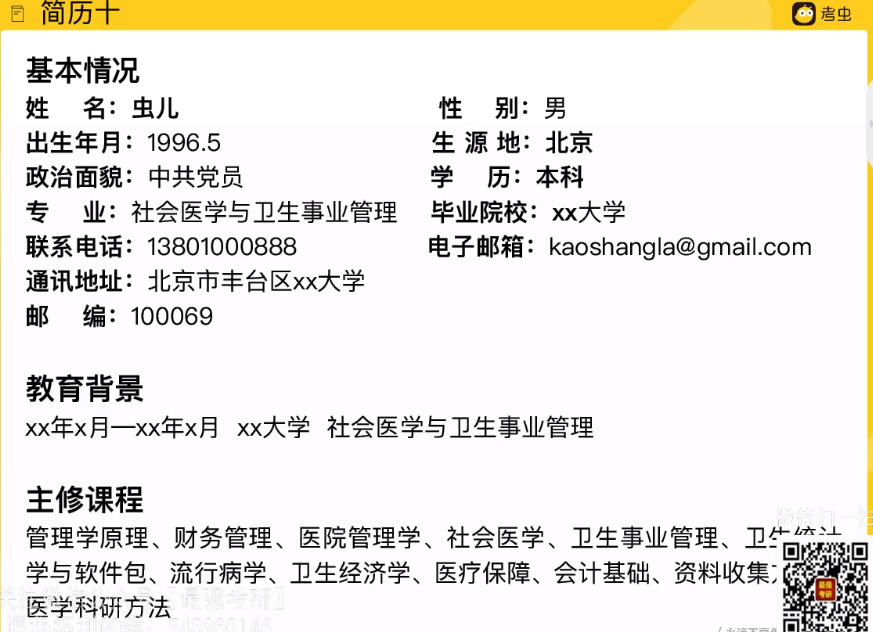 简历十
考虫
基本情况
姓 名：虫儿 性 别：男
出生年月：1996.5 生 源 地：北京
政治面貌：中共党员 学 历：本科
专 业：社会医学与卫生事业管理 毕业院校：xx大学
联系电话：13801000888 电子邮箱：kaoshangla@gmail.com
通讯地址：北京市丰台区xx大学
邮 编：100069
教育背景
xx年x月—xx年x月 xx大学 社会医学与卫生事业管理
主修课程
管理学原理、财务管理、医院管理学、社会医学、卫生事业管理、卫生统计
学与软件包、流行病学、卫生经济学、医疗保障、会计基础、资料收集
医学科研方法